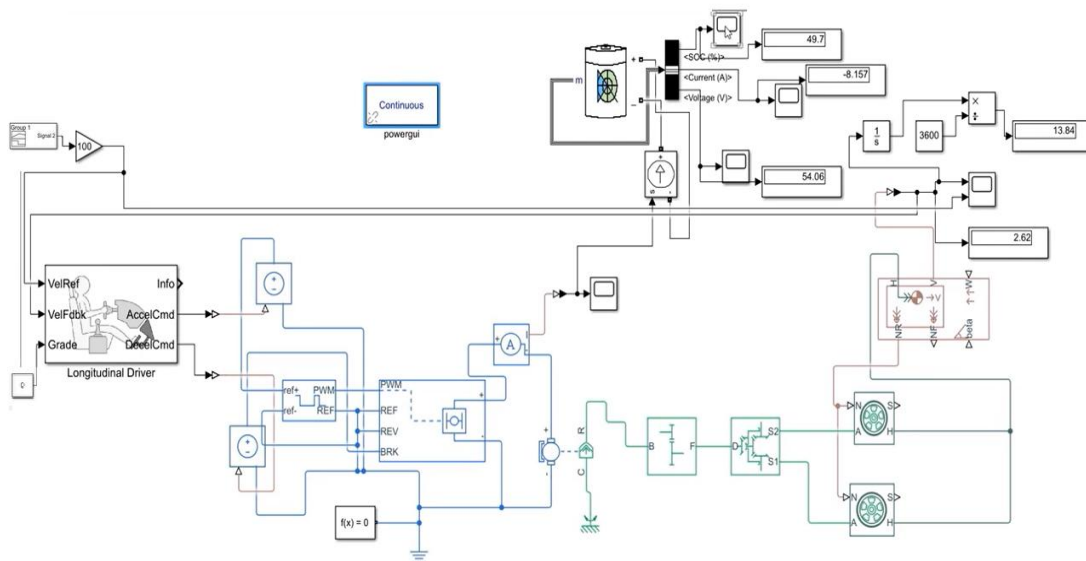 49.7
<SOC (%)>
<Current (A)>
-8.157
<Voltage (V)>
m
+
–
Continuous
powergui
Group 1
Signal 2
100
1
s
3600
×
÷
13.84
+
s
-
54.06
2.62
VelRef
Info
VelFdbk
AccelCmd
Grade
DecelCmd
Longitudinal Driver
0
+
-
ref+
PWM
ref-
REF
+
-
PWM
REF
REV
BRK
+
-
+
A
I
-
+
-
R
C
B
F
D
S2
S1
H
V
W
V
NR
NF
beta
N
S
A
H
N
S
A
H
f(x) = 0